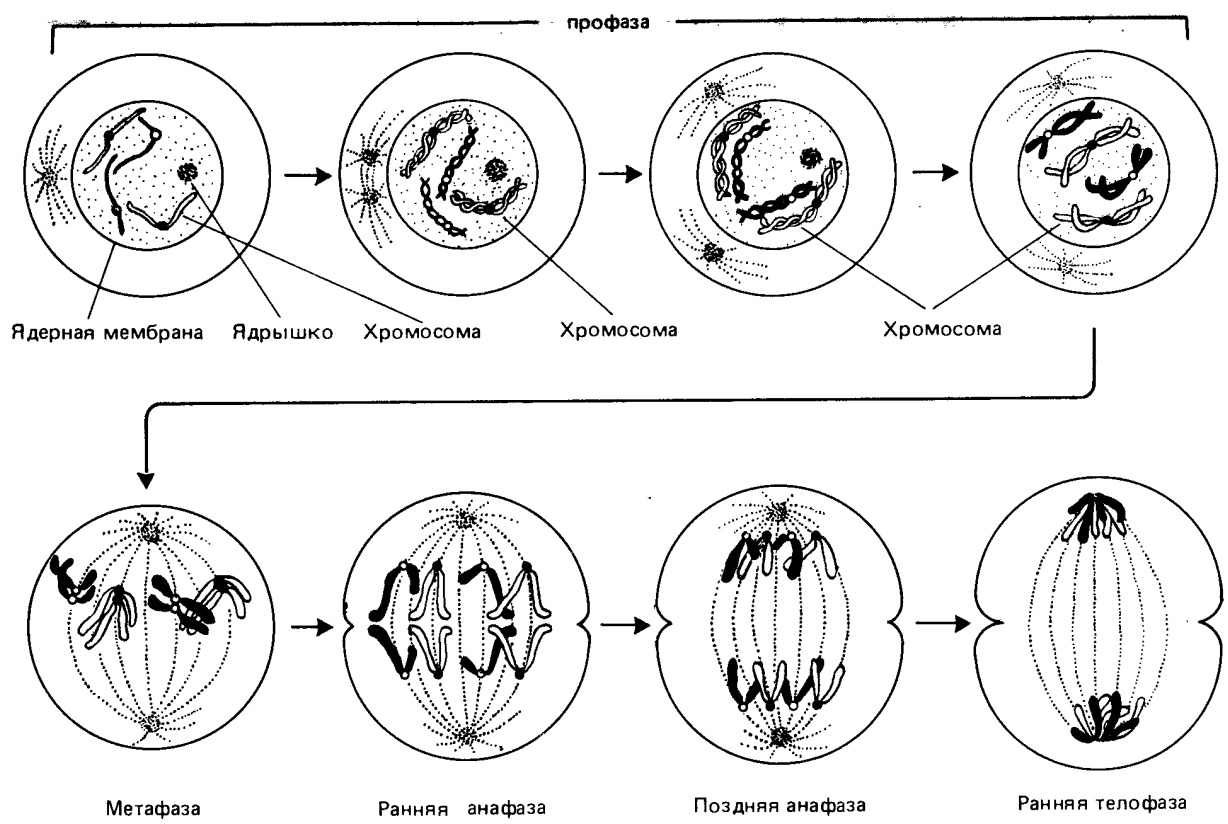 профаза
Ядерная мембрана
Ядрышко
Хромосома
Хромосома
Хромосома
Метафаза
Ранняя анафаза
Поздняя анафаза
Ранняя телофаза